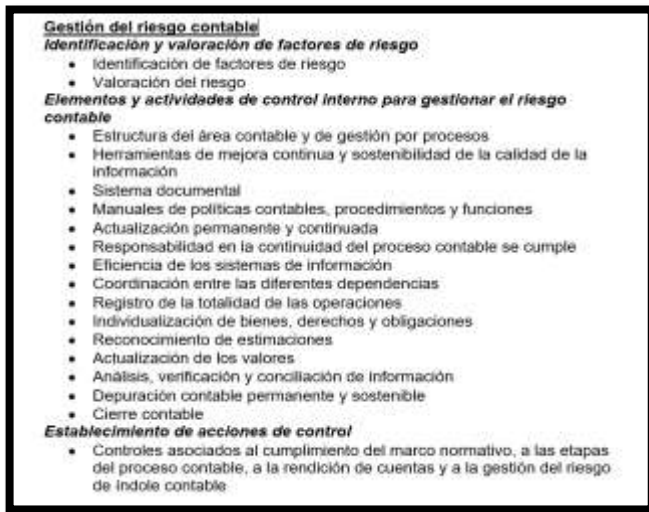 Gestión del riesgo contable
Identificación y valoración de factores de riesgo
• Identificación de factores de riesgo
• Valoración del riesgo
Elementos y actividades de control interno para gestionar el riesgo
contable
• Estructura del área contable y de gestión por procesos
• Herramientas de mejora continua y sostenibilidad de la calidad de la
información
• Sistema documental
• Manuales de políticas contables, procedimientos y funciones
• Actualización permanente y continuada
• Responsabilidad en la continuidad del proceso contable se cumple
• Eficiencia de los sistemas de información
• Coordinación entre las diferentes dependencias
• Registro de la totalidad de las operaciones
• Individualización de bienes, derechos y obligaciones
• Reconocimiento de estimaciones
• Actualización de los valores
• Análisis, verificación y conciliación de información
• Depuración contable permanente y sostenible
• Cierre contable
Establecimiento de acciones de control
• Controles asociados al cumplimiento del marco normativo, a las etapas
del proceso contable, a la rendición de cuentas y a la gestión del riesgo
de índole contable